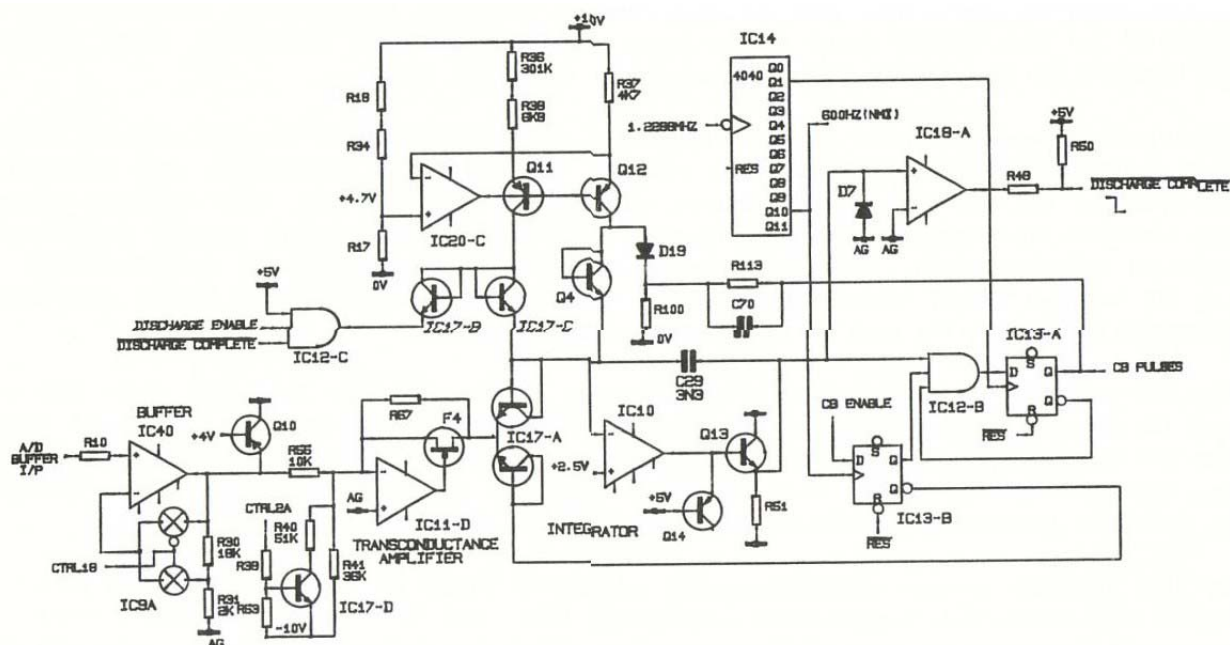 +10V
R36
301K
R38
6K8
R37
4K7
R18
R34
+4.7V
R17
0V
IC20-C
Q11
Q12
IC14
4040
Q0
Q1
Q2
Q3
Q4
Q5
Q6
Q7
Q8
Q9
Q10
Q11
RES
1.2288MHZ
600HZ(NMI)
IC18-A
+5V
R50
R49
DISCHARGE COMPLETE
D7
AG
AG
D19
Q4
R100
0V
R113
C70
+5V
DISCHARGE ENABLE
DISCHARGE COMPLETE
IC12-C
IC17-B
IC17-C
C29
3N3
IC13-A
S
D
Q
Q
R
RES
CB PULSES
IC12-B
CB ENABLE
S
D
Q
Q
R
IC13-B
RES
A/D
BUFFER
I/P
R10
BUFFER
IC40
+4V
Q10
R56
10K
R67
F4
IC17-A
IC10
+2.5V
Q13
+5V
Q14
R51
INTEGRATOR
AG
IC11-D
TRANSCONDUCTANCE
AMPLIFIER
CTRL2A
R40
51K
R39
R53
-10V
IC17-D
R41
36K
CTRL1B
IC9A
R30
18K
R31
2K
AG